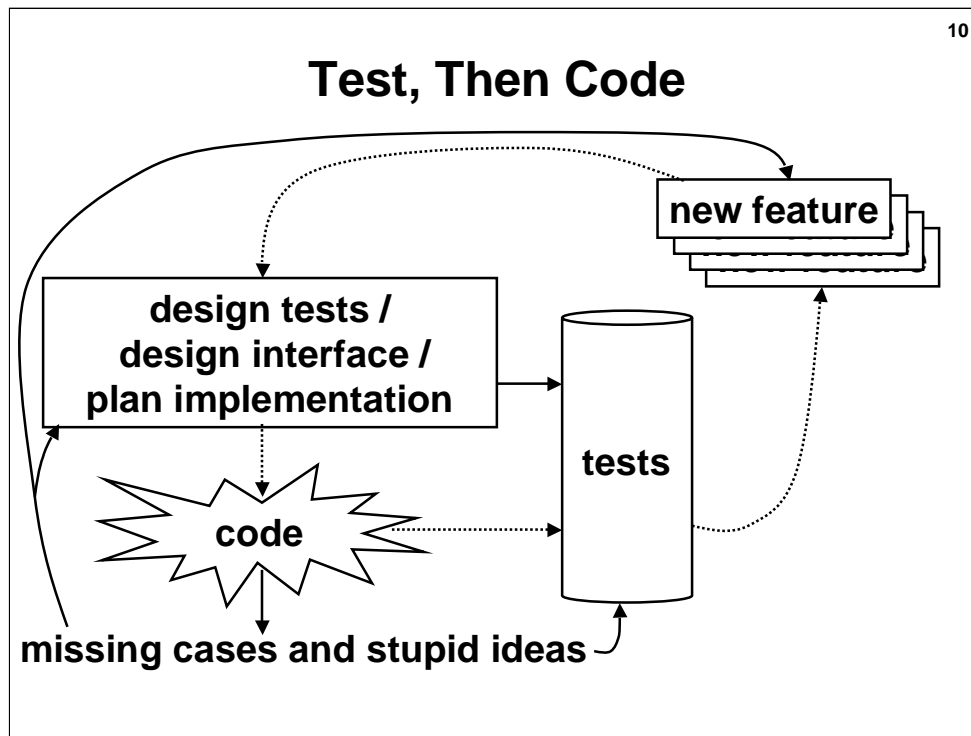 10
Test, Then Code
new feature
design tests /
design interface /
plan implementation
tests
code
missing cases and stupid ideas